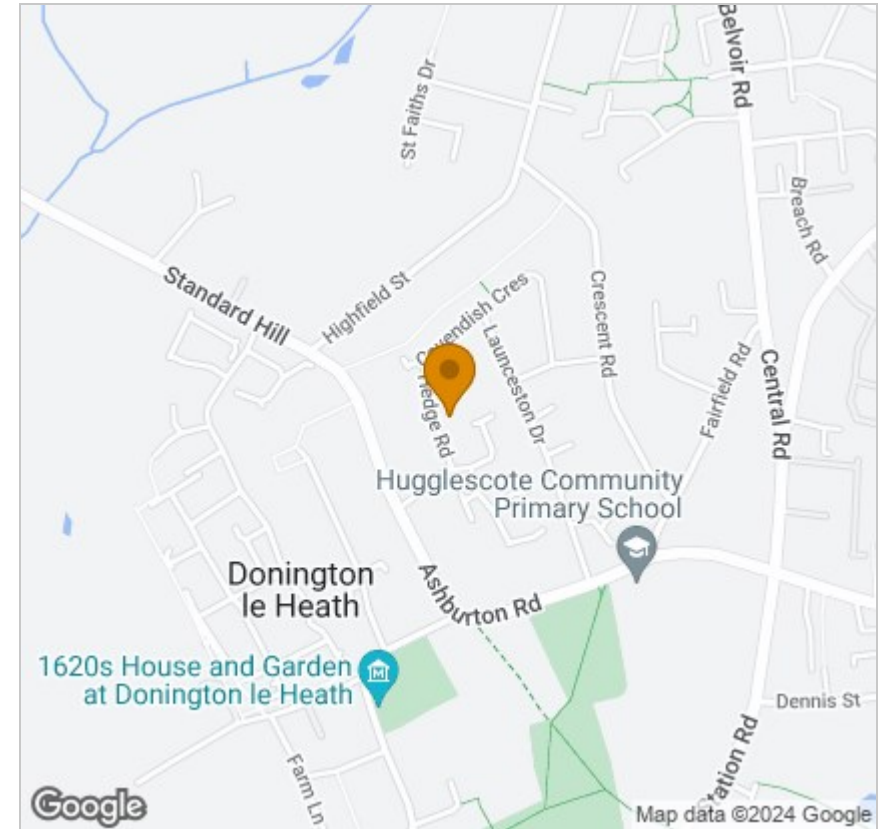 Belvoir Rd
St Faiths Dr
Breach Rd
Standard Hill
Highfield St
Cavendish Cres
Crescent Rd
Launceston Dr
Hedge Rd
Fairfield Rd
Central Rd
Hugglescote Community
Primary School
Donington
le Heath
Ashburton Rd
1620s House and Garden
at Donington le Heath
Dennis St
Station Rd
Farm Ln
Google
Map data ©2024 Google